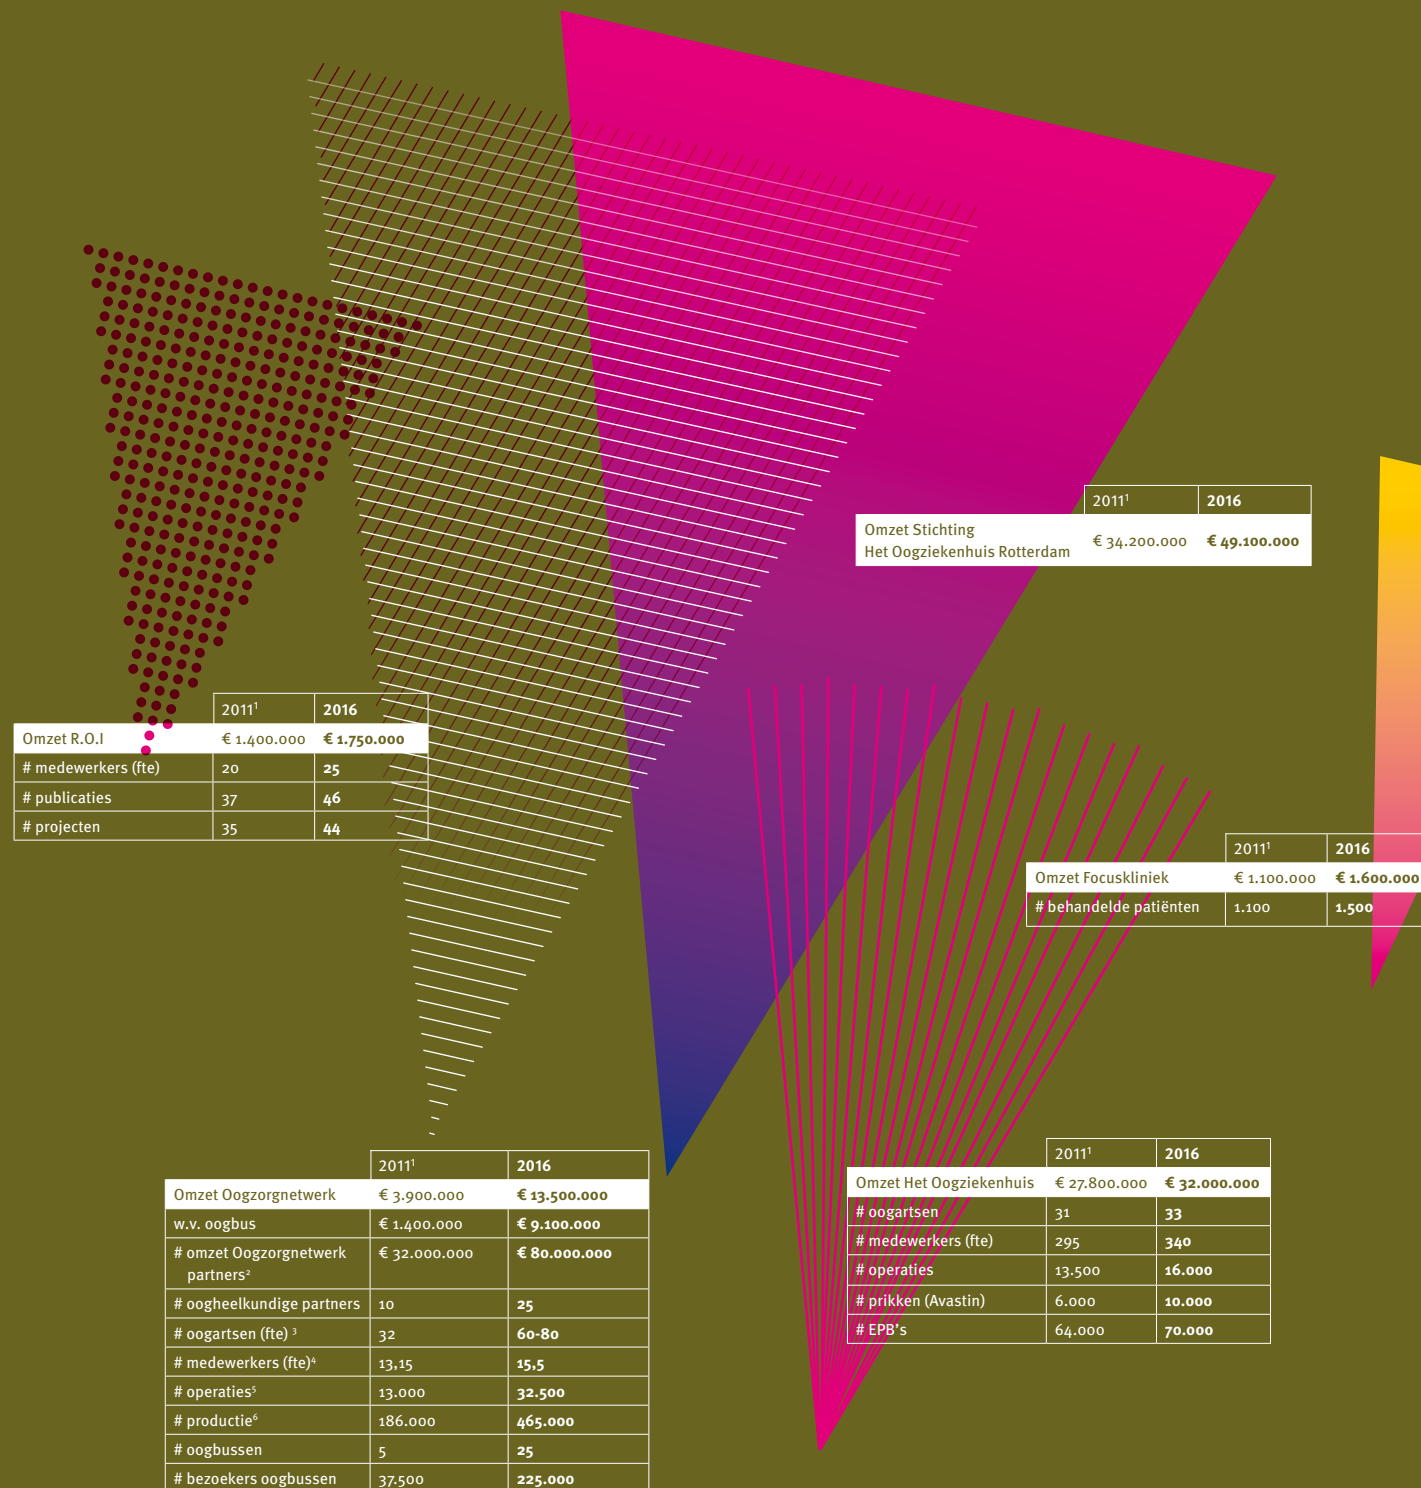 2011¹ 2016
Omzet Stichting
Het Oogziekenhuis Rotterdam € 34.200.000 € 49.100.000
2011¹ 2016
Omzet R.O.I € 1.400.000 € 1.750.000
# medewerkers (fte) 20 25
# publicaties 37 46
# projecten 35 44
2011¹ 2016
Omzet Focuskliniek € 1.100.000 € 1.600.000
# behandelde patiënten 1.100 1.500
2011¹ 2016
Omzet Oogzorgnetwerk € 3.900.000 € 13.500.000
w.v. oogbus € 1.400.000 € 9.100.000
# omzet Oogzorgnetwerk € 32.000.000 € 80.000.000
partners²
# oogheelkundige partners 10 25
# oogartsen (fte) ³ 32 60-80
# medewerkers (fte)⁴ 13,15 15,5
# operaties⁵ 13.000 32.500
# productie⁶ 186.000 465.000
# oogbussen 5 25
# bezoekers oogbussen 37.500 225.000
2011¹ 2016
Omzet Het Oogziekenhuis € 27.800.000 € 32.000.000
# oogartsen 31 33
# medewerkers (fte) 295 340
# operaties 13.500 16.000
# prikken (Avastin) 6.000 10.000
# EPB's 64.000 70.000